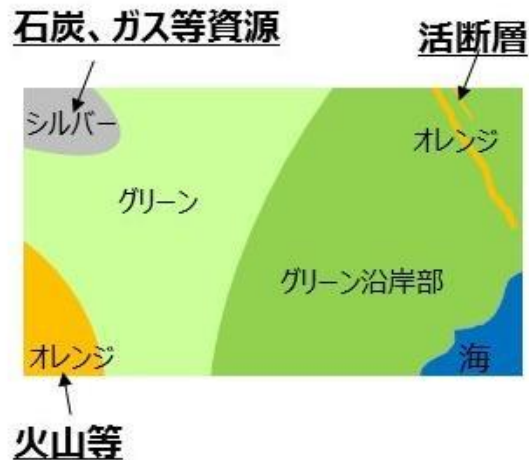 石炭、ガス等資源
活断層
シルバー
オレンジ
グリーン
グリーン沿岸部
オレンジ
海
火山等